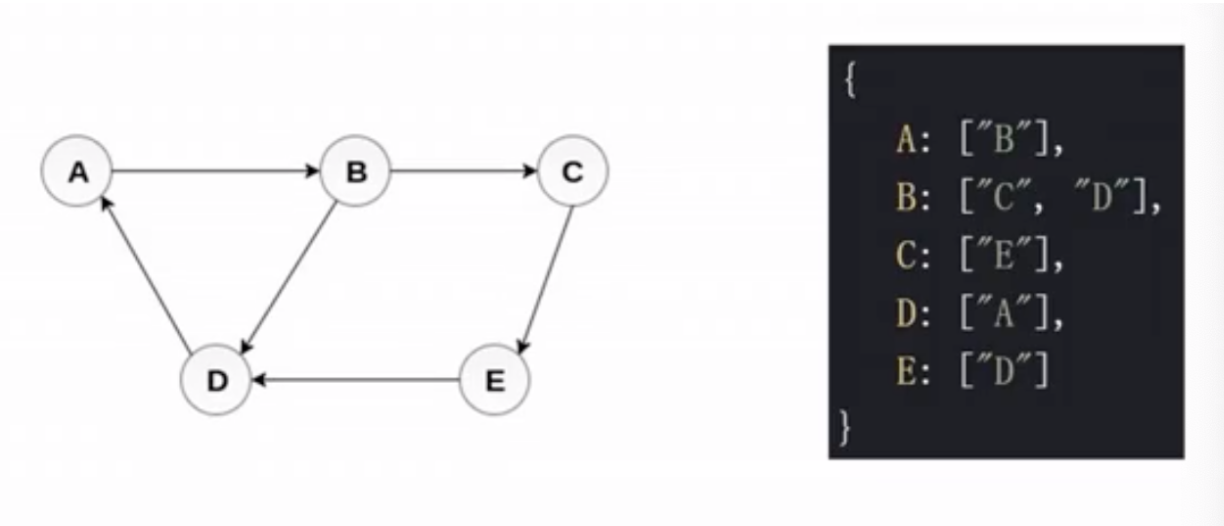 A
B
C
D
E
{
A: ["B"],
B: ["C", "D"],
C: ["E"],
D: ["A"],
E: ["D"]
}